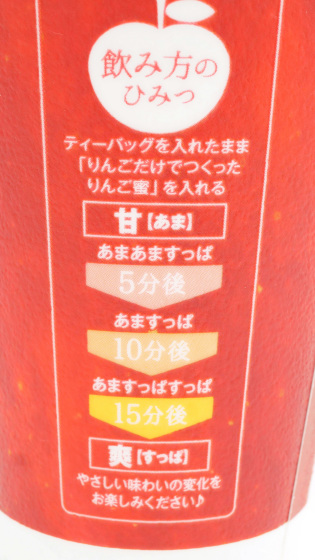 飲み方の
ひみつ
ティーバッグを入れたまま
「りんごだけでつくった
りんご蜜」を入れる
甘【あま】
あまあますっぱ
5分後
あますっぱ
10分後
あますっぱすっぱ
15分後
爽【すっぱ】
やさしい味わいの変化を
お楽しみください♪